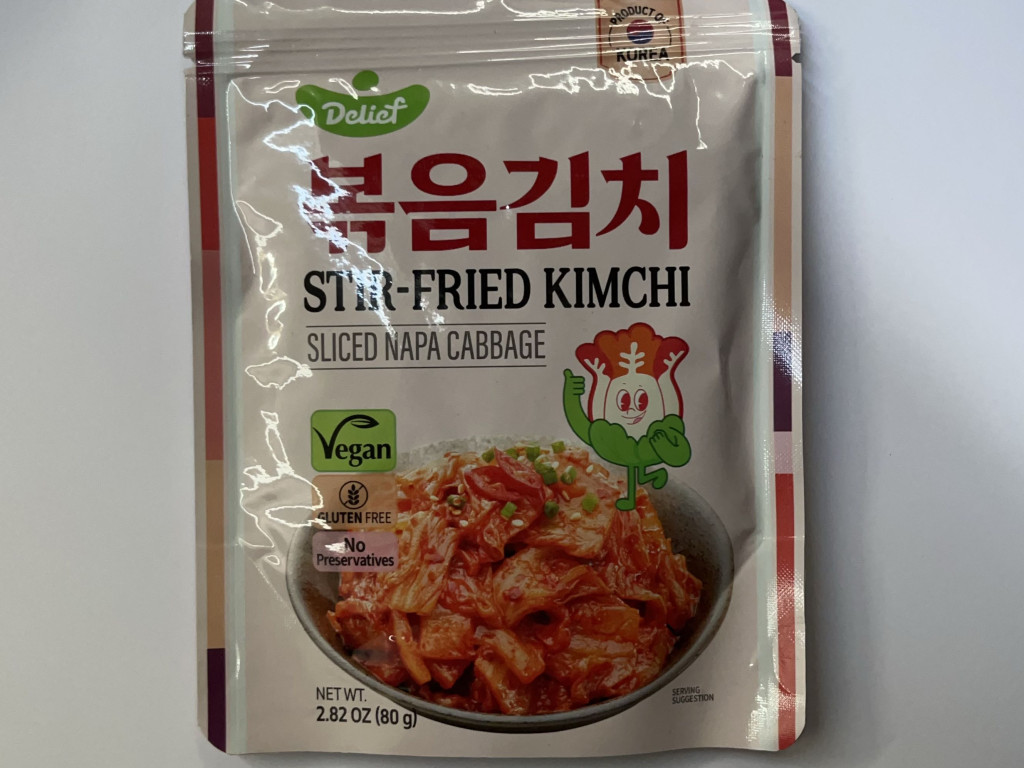 PRODUCT OF
KOREA
Delief
볶음김치
STIR-FRIED KIMCHI
SLICED NAPA CABBAGE
Vegan
GLUTEN FREE
No
Preservatives
NET WT.
2.82 OZ (80 g)
SERVING
SUGGESTION